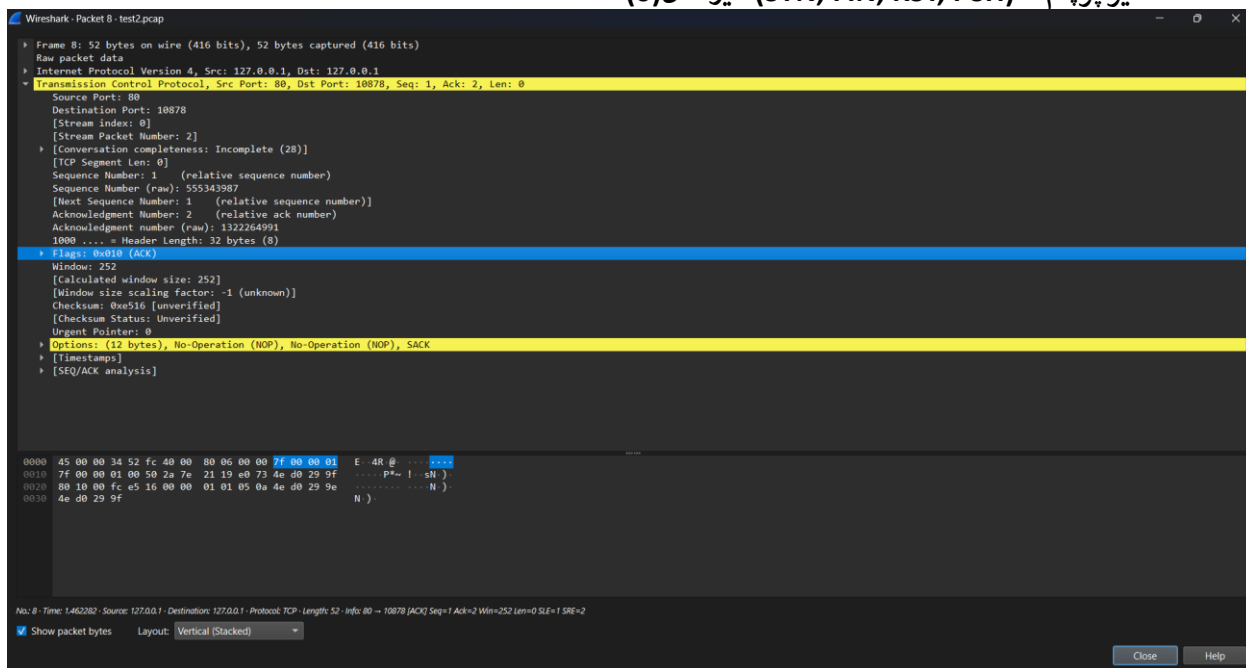 (SYN, FIN, RST, PSH)
Wireshark · Packet 8 · test2.pcap
Frame 8: 52 bytes on wire (416 bits), 52 bytes captured (416 bits)
Raw packet data
Internet Protocol Version 4, Src: 127.0.0.1, Dst: 127.0.0.1
Transmission Control Protocol, Src Port: 80, Dst Port: 10878, Seq: 1, Ack: 2, Len: 0
Source Port: 80
Destination Port: 10878
[Stream index: 0]
[Stream Packet Number: 2]
[Conversation completeness: Incomplete (28)]
[TCP Segment Len: 0]
Sequence Number: 1 (relative sequence number)
Sequence Number (raw): 555343987
[Next Sequence Number: 1 (relative sequence number)]
Acknowledgment Number: 2 (relative ack number)
Acknowledgment number (raw): 1322264991
1000 .... = Header Length: 32 bytes (8)
Flags: 0x010 (ACK)
Window: 252
[Calculated window size: 252]
[Window size scaling factor: -1 (unknown)]
Checksum: 0xe516 [unverified]
[Checksum Status: Unverified]
Urgent Pointer: 0
Options: (12 bytes), No-Operation (NOP), No-Operation (NOP), SACK
[Timestamps]
[SEQ/ACK analysis]
0000 45 00 00 34 52 fc 40 00 80 06 00 00 7f 00 00 01 E··4R·@· ········
0010 7f 00 00 01 00 50 2a 7e 21 19 e0 73 4e d0 29 9f ·····P*~ !··sN·)·
0020 80 10 00 fc e5 16 00 00 01 01 05 0a 4e d0 29 9e ········ ····N·)·
0030 4e d0 29 9f N·)·
No.: 8 · Time: 1.462282 · Source: 127.0.0.1 · Destination: 127.0.0.1 · Protocol: TCP · Length: 52 · Info: 80 → 10878 [ACK] Seq=1 Ack=2 Win=252 Len=0 SLE=1 SRE=2
Show packet bytes Layout: Vertical (Stacked)
Close Help